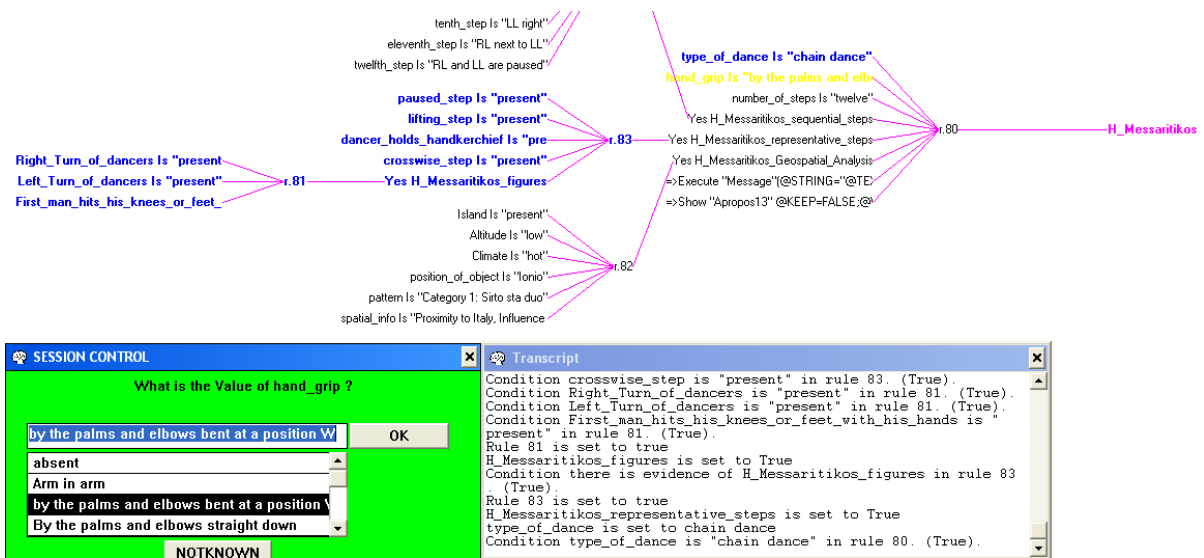 tenth_step Is "LL right"
eleventh_step Is "RL next to LL"
twelfth_step Is "RL and LL are paused"
type_of_dance Is "chain dance"
hand_grip Is "by the palms and elb
number_of_steps Is "twelve"
Yes H_Messaritikos_sequential_steps
Yes H_Messaritikos_representative_steps
Yes H_Messaritikos_Geospatial_Analysis
=>Execute "Message"(@STRING="@TE
=>Show "Apropos13" @KEEP=FALSE;@
r.80
H_Messaritikos
paused_step Is "present"
lifting_step Is "present"
dancer_holds_handkerchief Is "pre
crosswise_step Is "present"
Yes H_Messaritikos_figures
r.83
Right_Turn_of_dancers Is "present
Left_Turn_of_dancers Is "present"
First_man_hits_his_knees_or_feet_
r.81
Island Is "present"
Altitude Is "low"
Climate Is "hot"
position_of_object Is "Ionio"
pattern Is "Category 1: Sirto sta duo"
spatial_info Is "Proximity to Italy, Influence
r.82
SESSION CONTROL
What is the Value of hand_grip ?
by the palms and elbows bent at a position W
OK
absent
Arm in arm
by the palms and elbows bent at a position
By the palms and elbows straight down
NOTKNOWN
Transcript
Condition crosswise_step is "present" in rule 83. (True).
Condition Right_Turn_of_dancers is "present" in rule 81. (True).
Condition Left_Turn_of_dancers is "present" in rule 81. (True).
Condition First_man_hits_his_knees_or_feet_with_his_hands is "
present" in rule 81. (True).
Rule 81 is set to true
H_Messaritikos_figures is set to True
Condition there is evidence of H_Messaritikos_figures in rule 83
. (True).
Rule 83 is set to true
H_Messaritikos_representative_steps is set to True
type_of_dance is set to chain dance
Condition type_of_dance is "chain dance" in rule 80. (True).